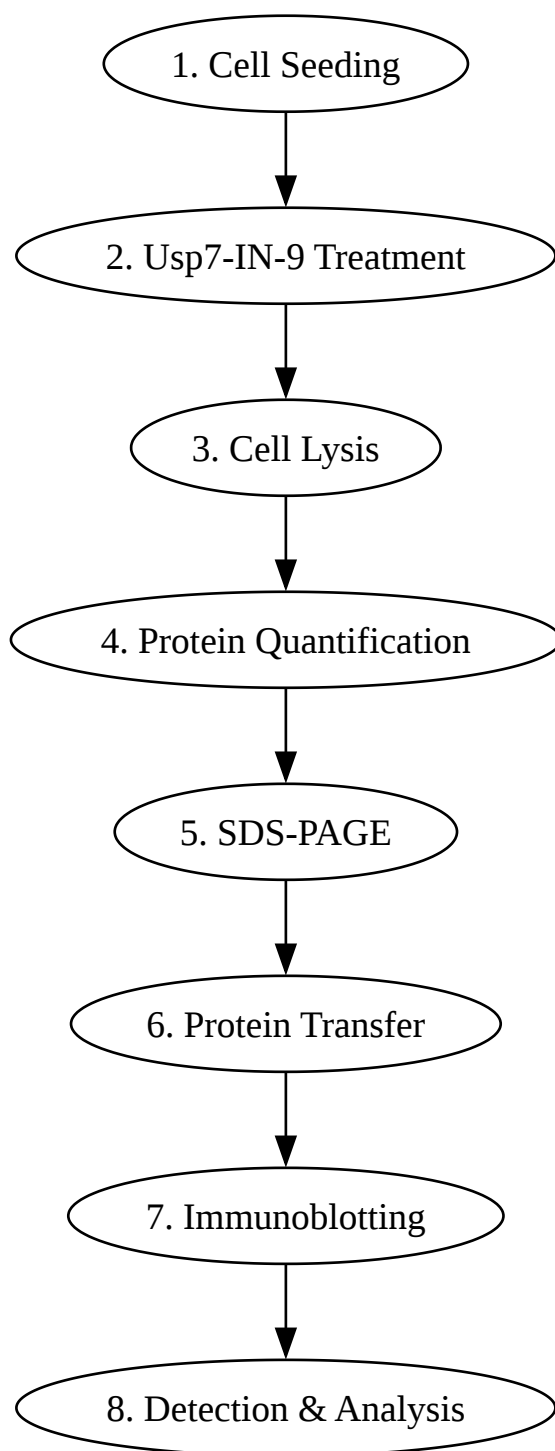 1. Cell Seeding
2. Usp7-IN-9 Treatment
3. Cell Lysis
4. Protein Quantification
5. SDS-PAGE
6. Protein Transfer
7. Immunoblotting
8. Detection & Analysis